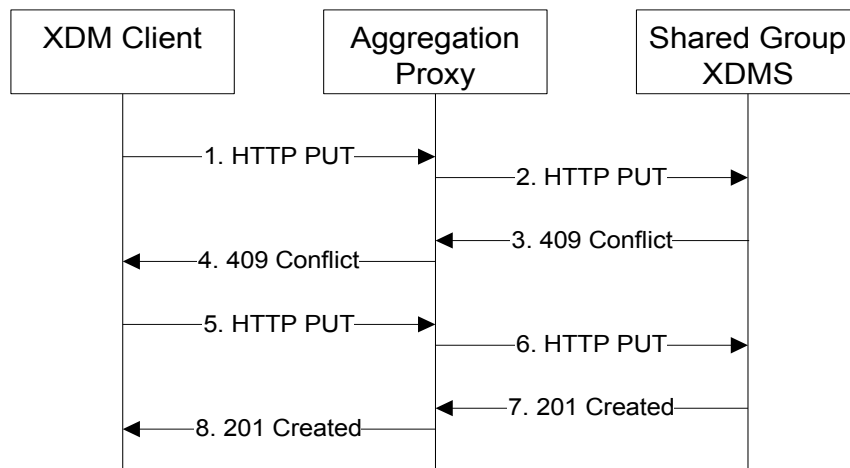 XDM Client
Aggregation
Proxy
Shared Group
XDMS
1. HTTP PUT
2. HTTP PUT
3. 409 Conflict
4. 409 Conflict
5. HTTP PUT
6. HTTP PUT
7. 201 Created
8. 201 Created